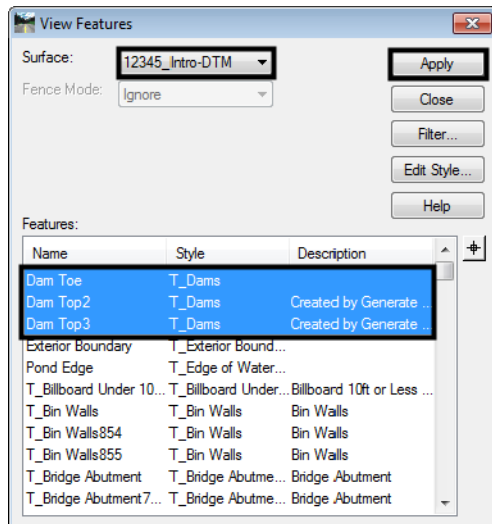 View Features
Surface: 12345_Intro-DTM Apply
Fence Mode: Ignore Close
Filter...
Edit Style...
Help
Features:
Name Style Description
Dam Toe T_Dams
Dam Top2 T_Dams Created by Generate ...
Dam Top3 T_Dams Created by Generate ...
Exterior Boundary T_Exterior Bound...
Pond Edge T_Edge of Water...
T_Billboard Under 10... T_Billboard Under... Billboard 10ft or Less ...
T_Bin Walls T_Bin Walls Bin Walls
T_Bin Walls854 T_Bin Walls Bin Walls
T_Bin Walls855 T_Bin Walls Bin Walls
T_Bridge Abutment T_Bridge Abutme... Bridge Abutment
T_Bridge Abutment7... T_Bridge Abutme... Bridge Abutment